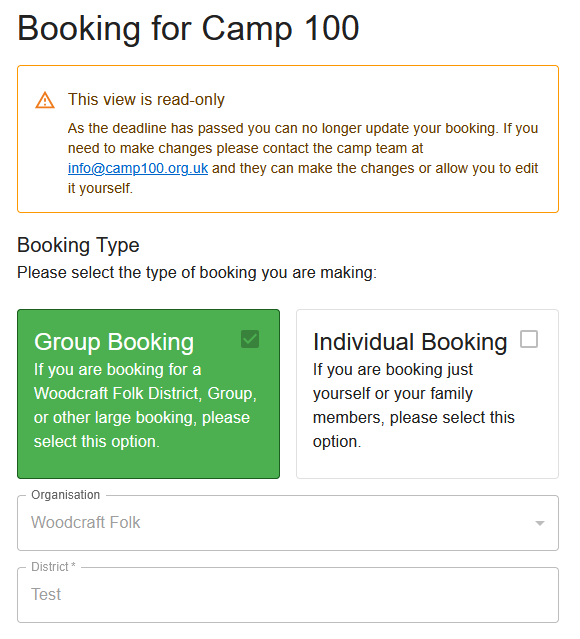 Booking for Camp 100
This view is read-only
As the deadline has passed you can no longer update your booking. If you
need to make changes please contact the camp team at
info@camp100.org.uk and they can make the changes or allow you to edit
it yourself.
Booking Type
Please select the type of booking you are making:
Group Booking
If you are booking for a
Woodcraft Folk District, Group,
or other large booking, please
select this option.
Individual Booking
If you are booking just
yourself or your family
members, please select this
option.
Organisation
Woodcraft Folk
District *
Test